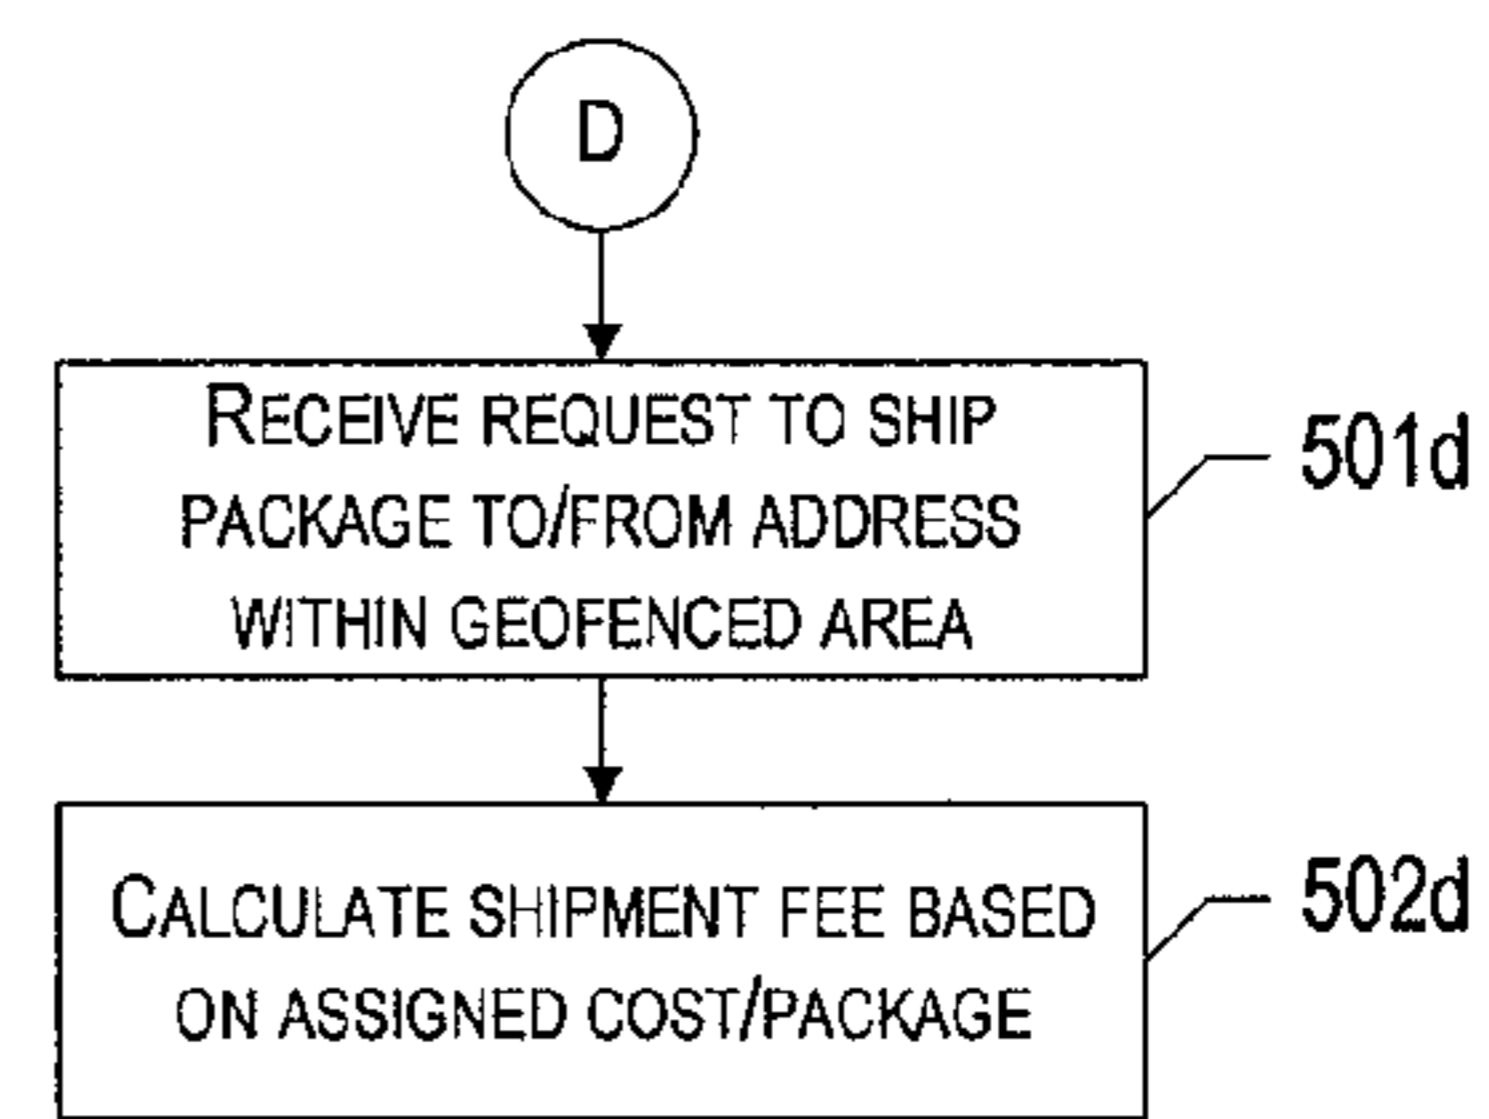 D
RECEIVE REQUEST TO SHIP
PACKAGE TO/FROM ADDRESS
WITHIN GEOFENCED AREA
501d
CALCULATE SHIPMENT FEE BASED
ON ASSIGNED COST/PACKAGE
502d